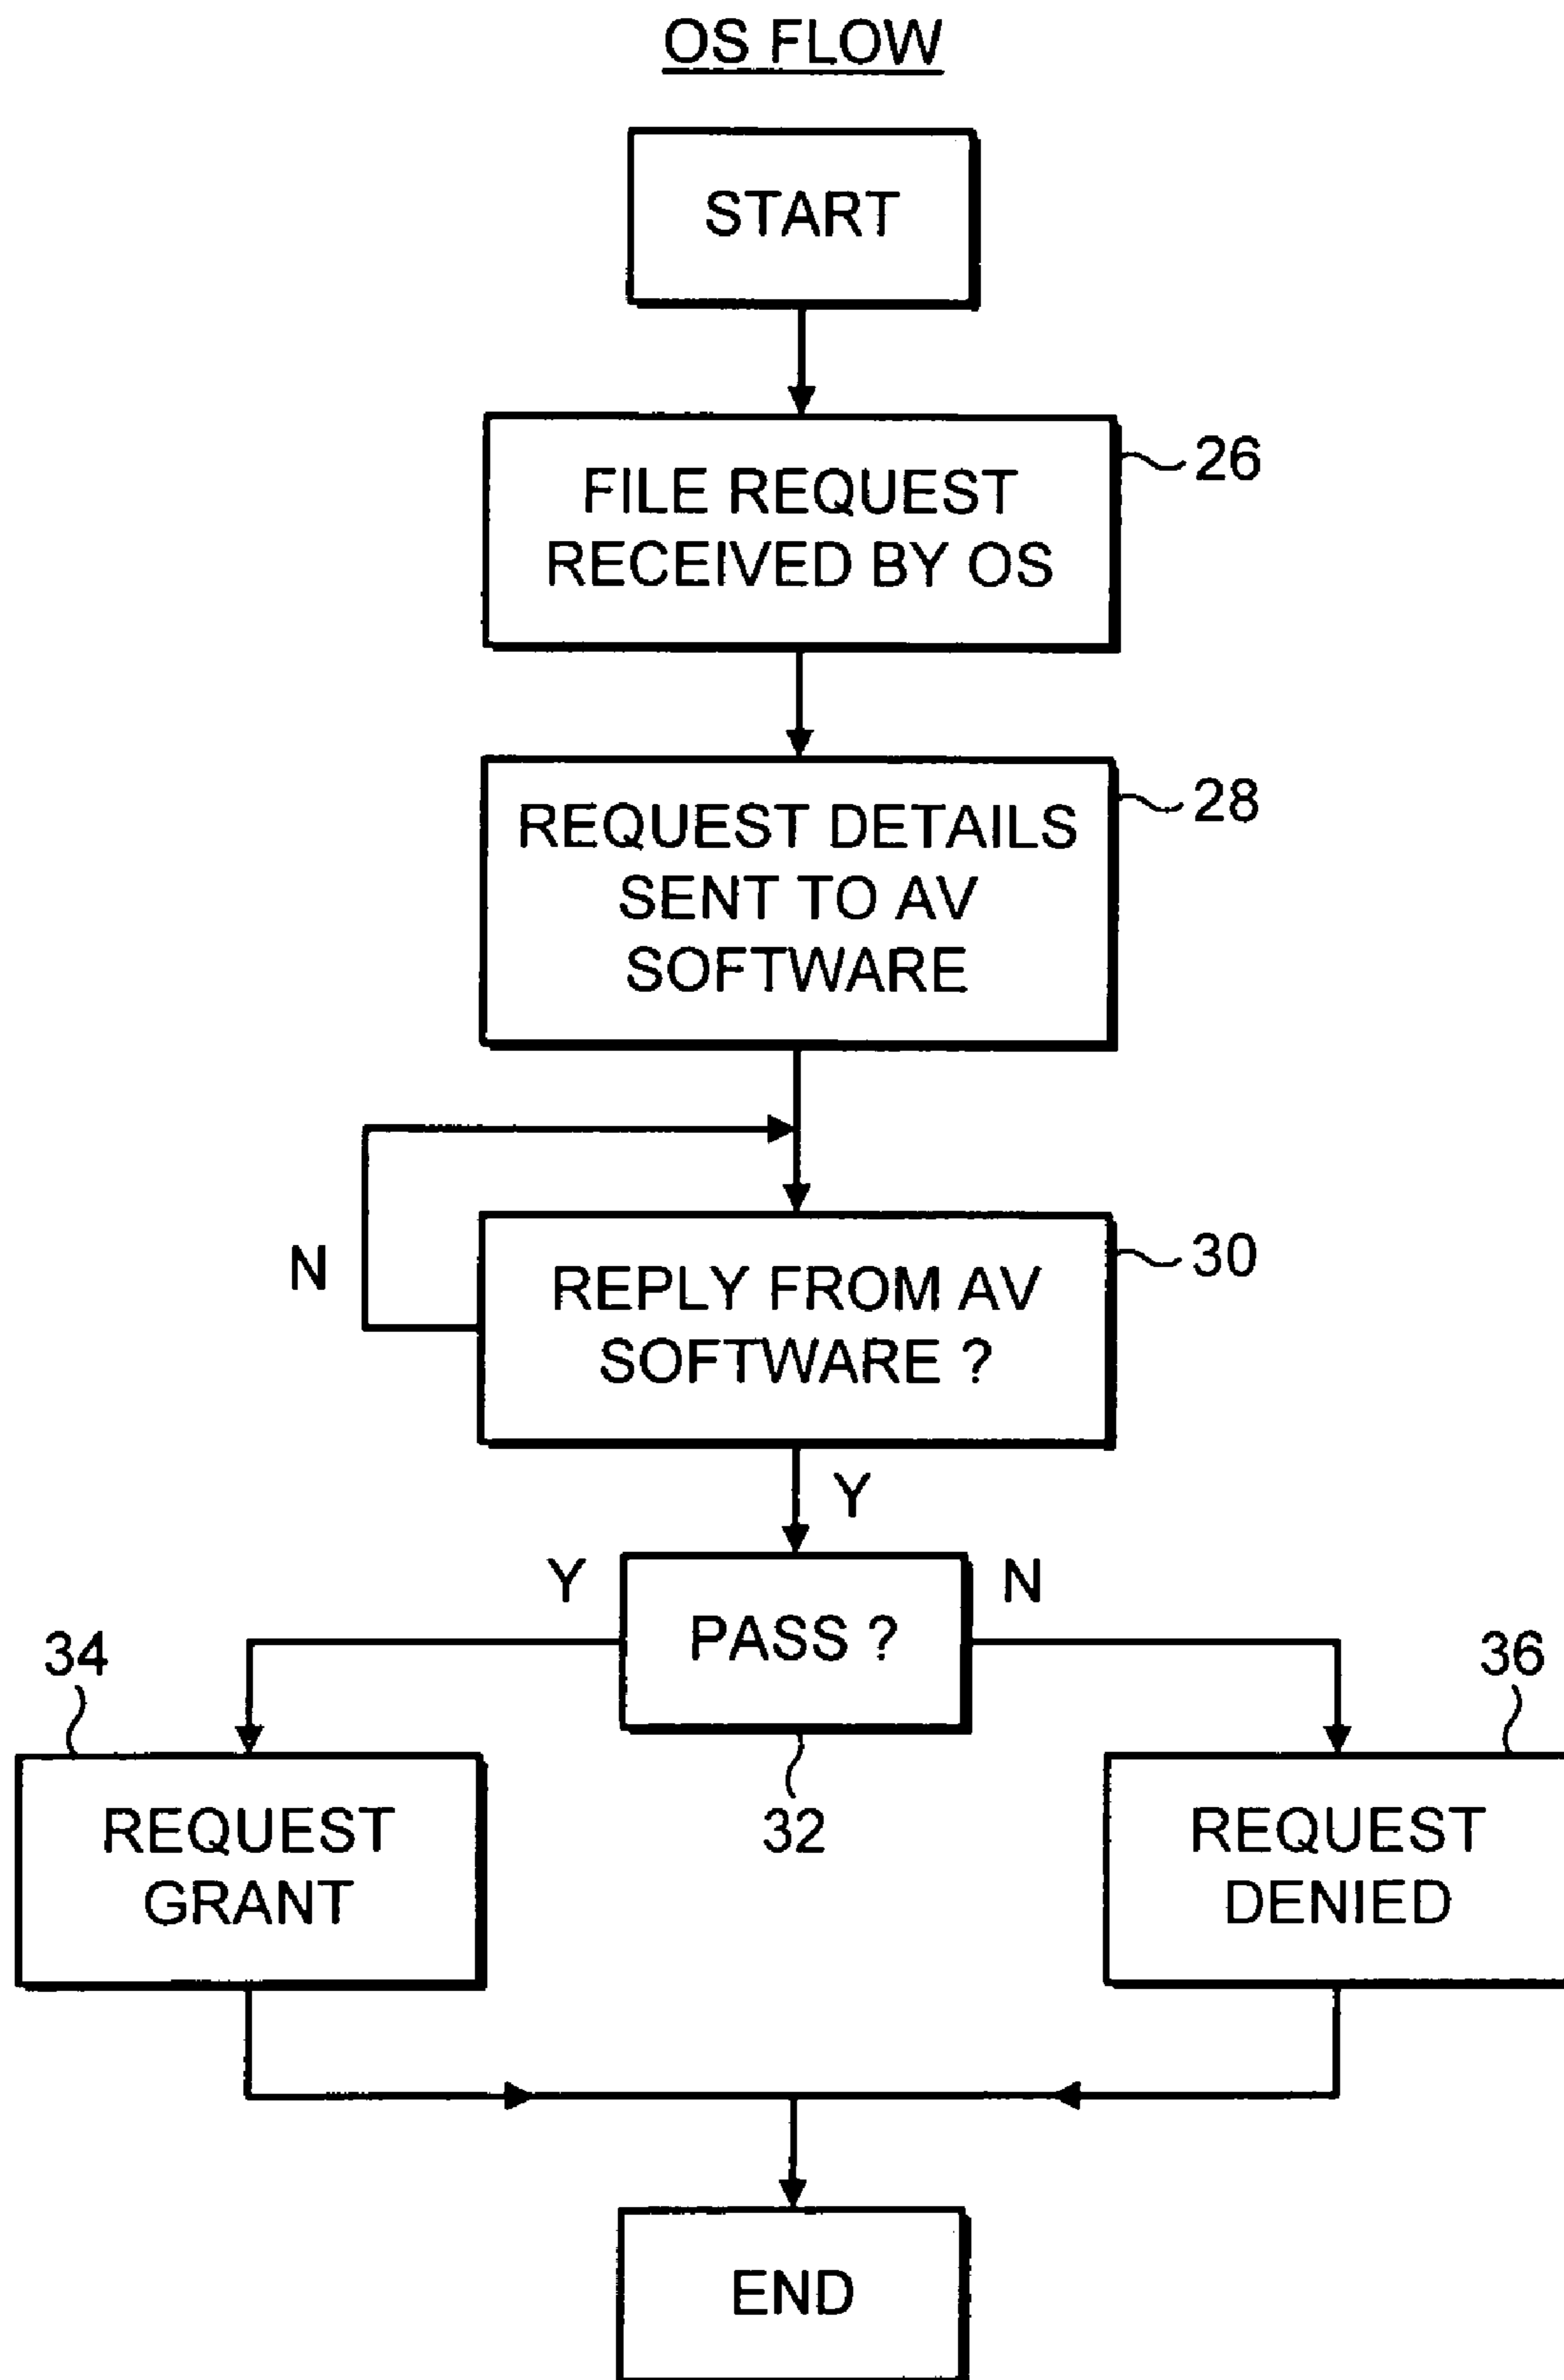 OS FLOW
START
FILE REQUEST
RECEIVED BY OS
26
REQUEST DETAILS
SENT TO AV
SOFTWARE
28
N
REPLY FROM AV
SOFTWARE ?
30
Y
Y
PASS ?
N
34
32
36
REQUEST
GRANT
REQUEST
DENIED
END